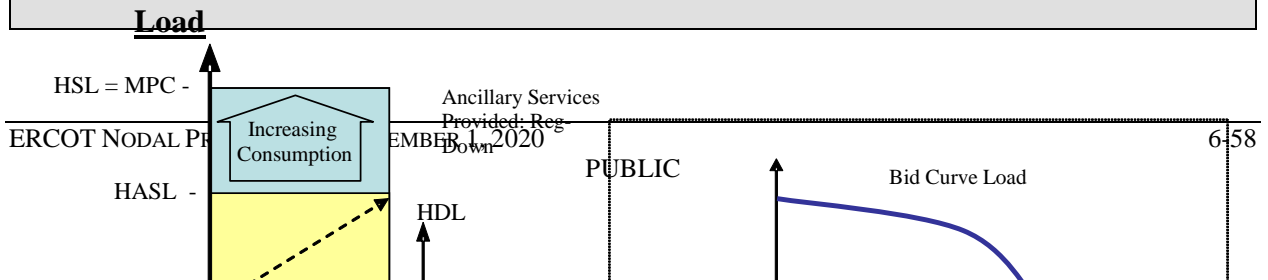 Load
HSL = MPC -
Ancillary Services
Provided: Reg-
Down
Increasing
Consumption
ERCOT NODAL PR
EMBER 1, 2020
6-58
PUBLIC
Bid Curve Load
HASL -
HDL